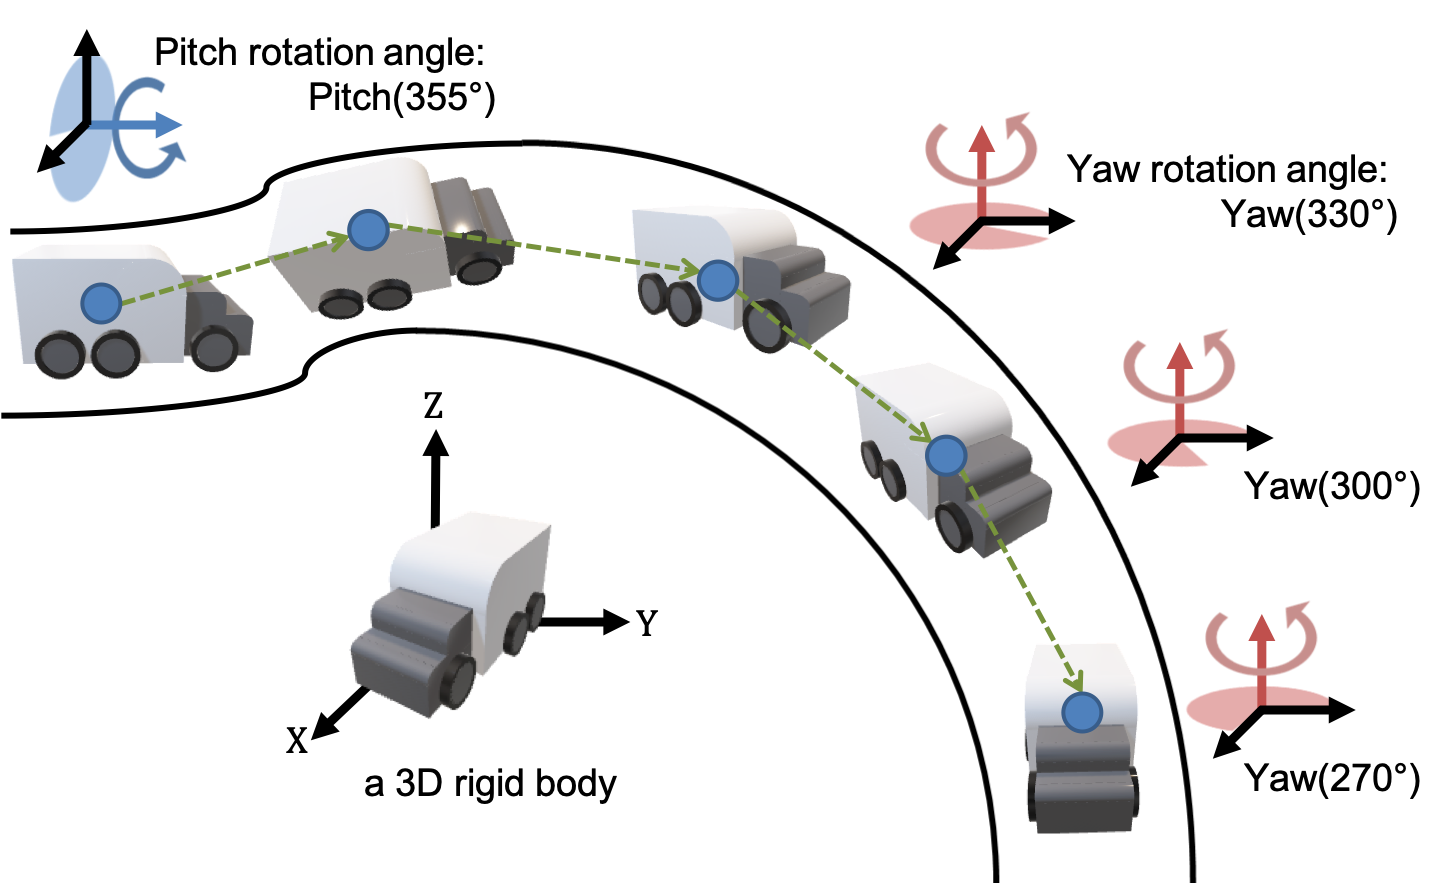 Pitch rotation angle:
Pitch(355°)
Yaw rotation angle:
Yaw(330°)
Z
Yaw(300°)
Y
X
a 3D rigid body
Yaw(270°)